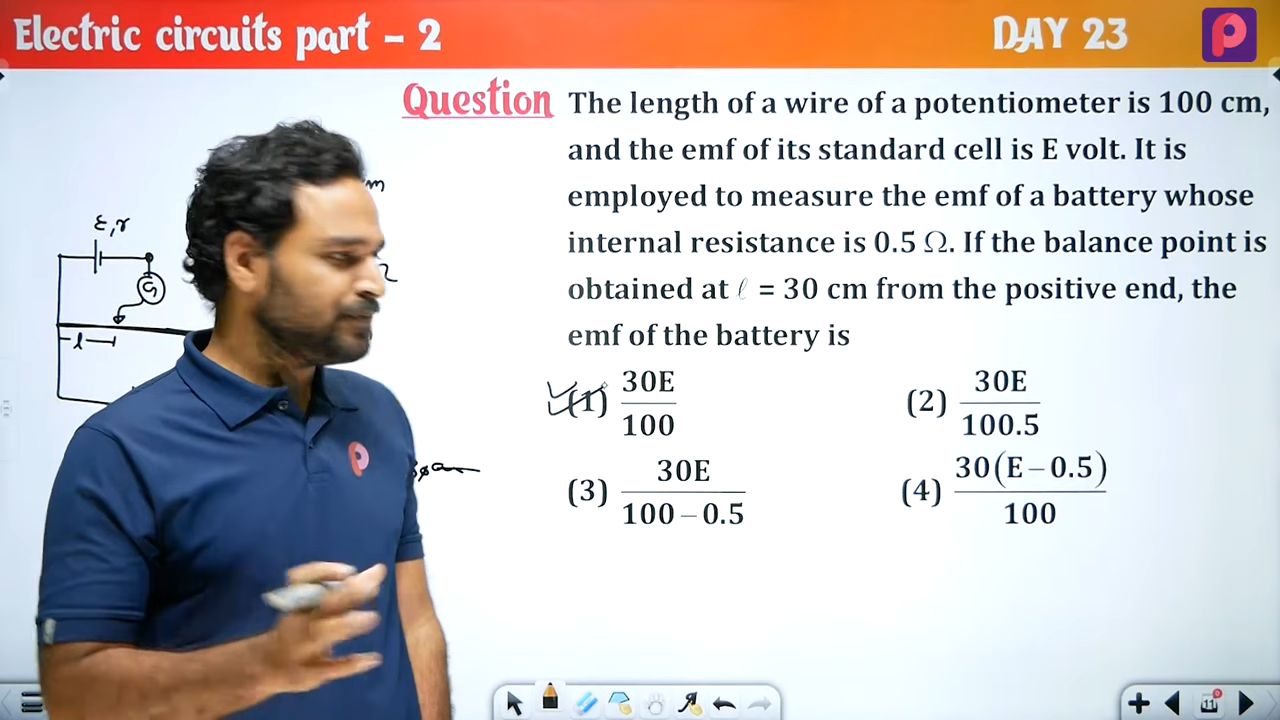 Electric circuits part – 2
DAY 23
Question The length of a wire of a potentiometer is 100 cm,
and the emf of its standard cell is E volt. It is
employed to measure the emf of a battery whose
internal resistance is 0.5 Ω. If the balance point is
obtained at ℓ = 30 cm from the positive end, the
emf of the battery is
(1) 30E/100
(2) 30E/100.5
(3) 30E/(100 – 0.5)
(4) 30(E – 0.5)/100
ε, r
G
l
m
11